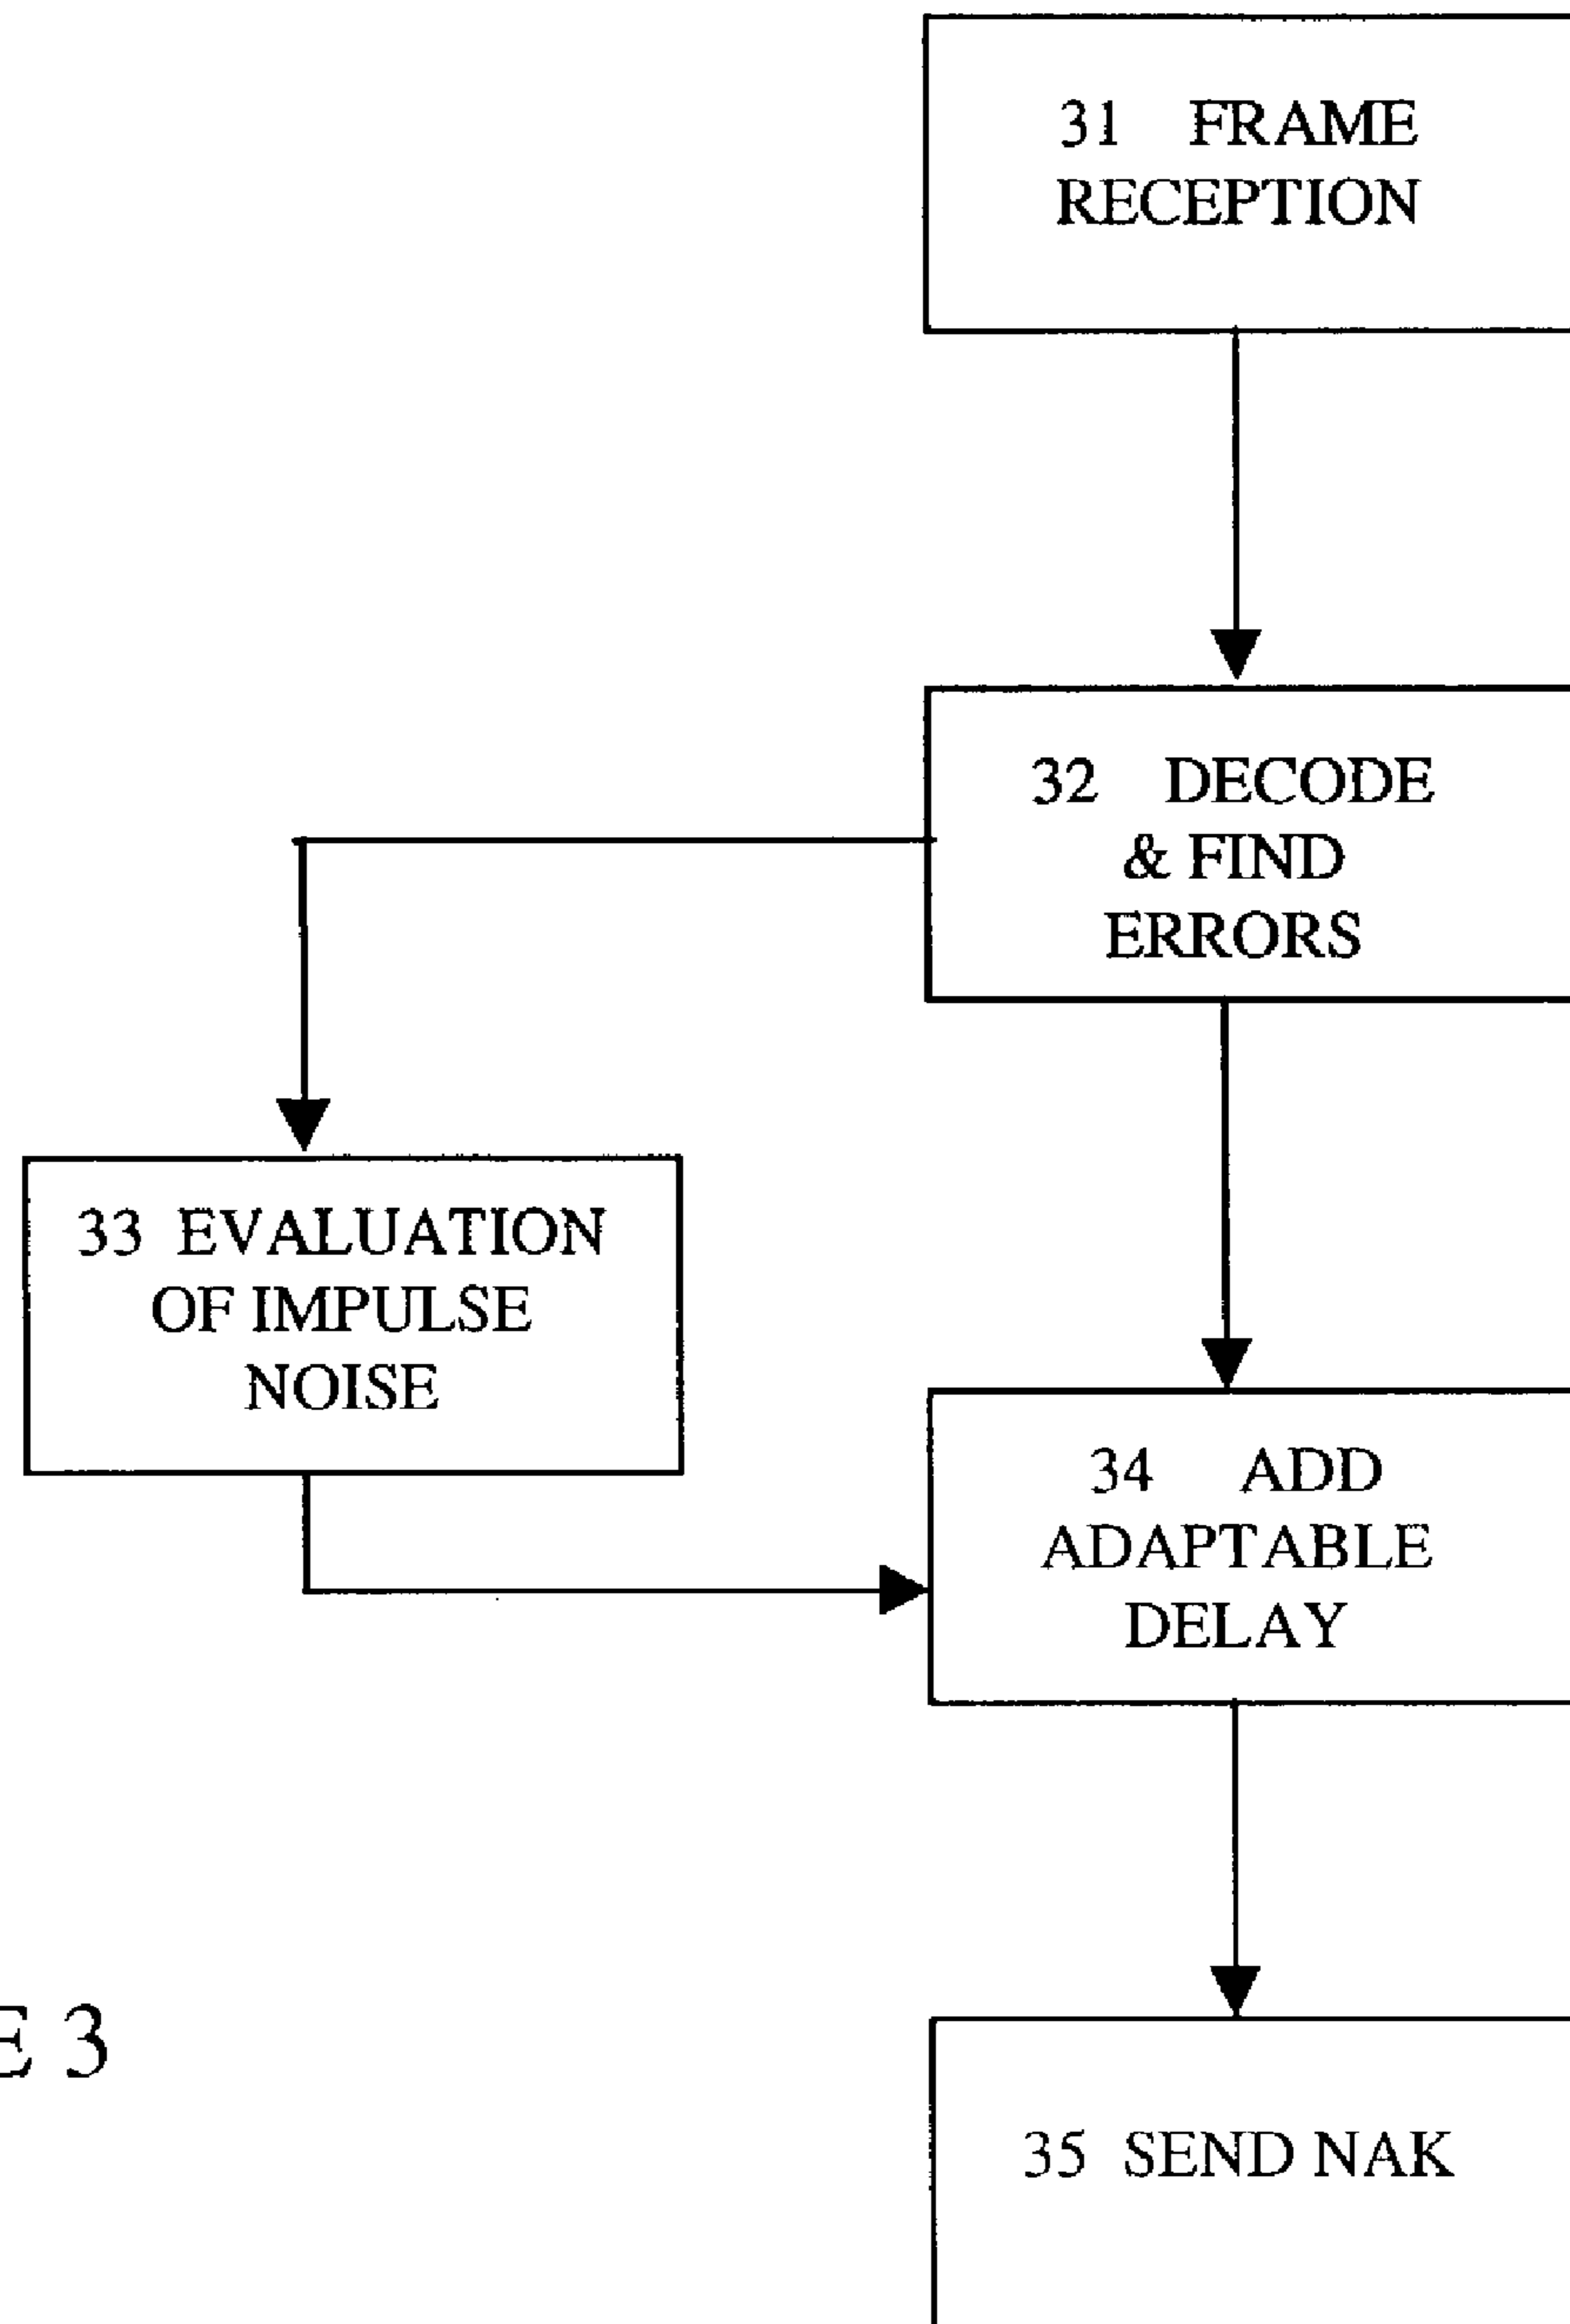 31 FRAME
RECEPTION
32 DECODE
& FIND
ERRORS
33 EVALUATION
OF IMPULSE
NOISE
34 ADD
ADAPTABLE
DELAY
E 3
35 SEND NAK